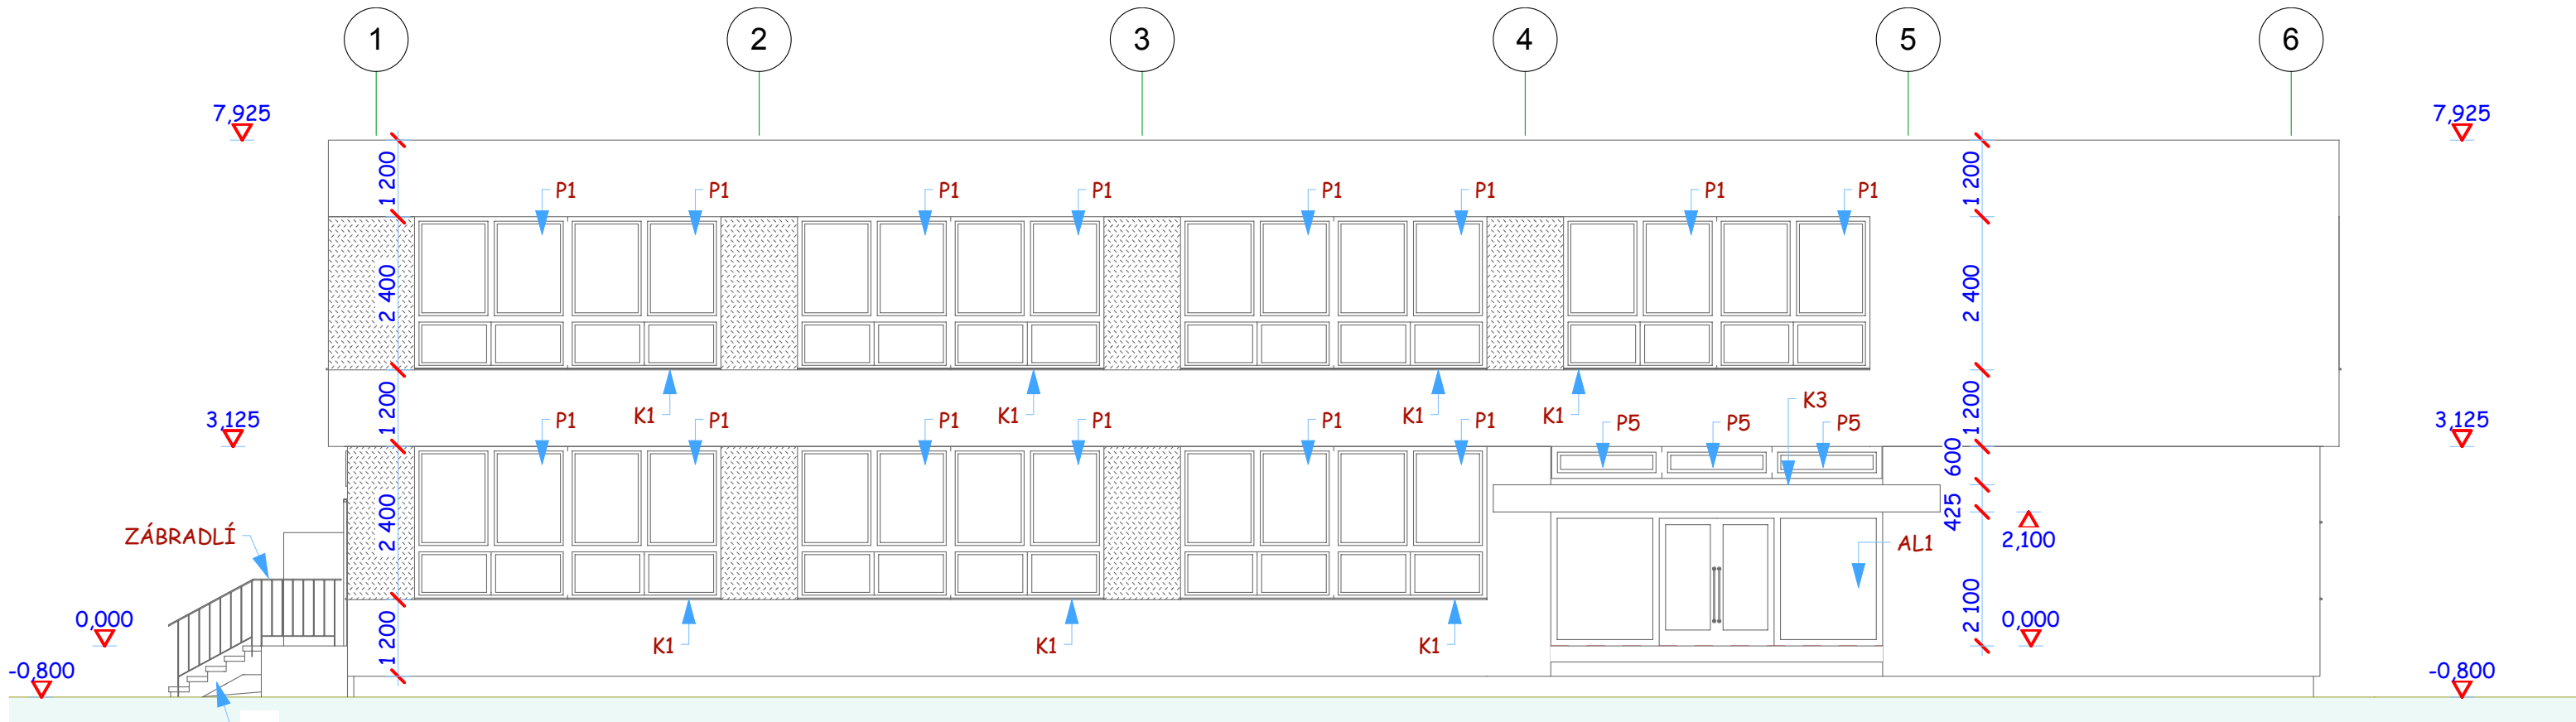 1 2 3 4 5 6
7,925 7,925
1 200 1 200
P1 P1 P1 P1 P1 P1 P1 P1
2 400 2 400
K1 K1 K1 K1 K3
1 200 1 200
3,125 3,125
P1 P1 P1 P1 P1 P1 P5 P5 P5
600
425
2 400
ZÁBRADLÍ
2,100
AL1
0,000 0,000
2 100
1 200
K1 K1 K1
-0,800 -0,800